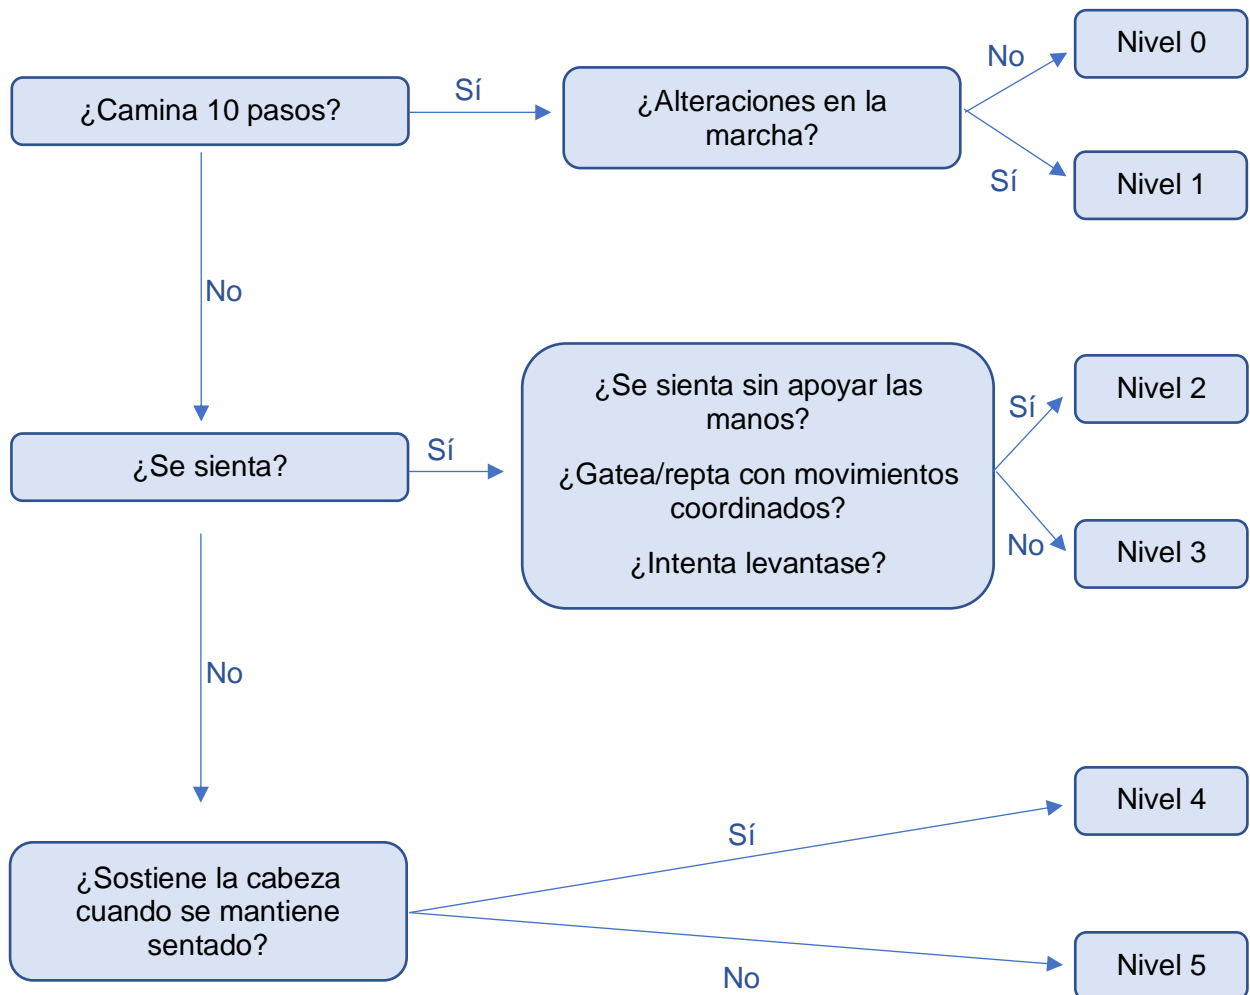 ¿Camina 10 pasos?
Sí
¿Alteraciones en la
marcha?
No
Nivel 0
Sí
Nivel 1
No
¿Se sienta?
Sí
¿Se sienta sin apoyar las
manos?
¿Gatea/repta con movimientos
coordinados?
¿Intenta levantase?
Sí
Nivel 2
No
Nivel 3
No
¿Sostiene la cabeza
cuando se mantiene
sentado?
Sí
Nivel 4
No
Nivel 5